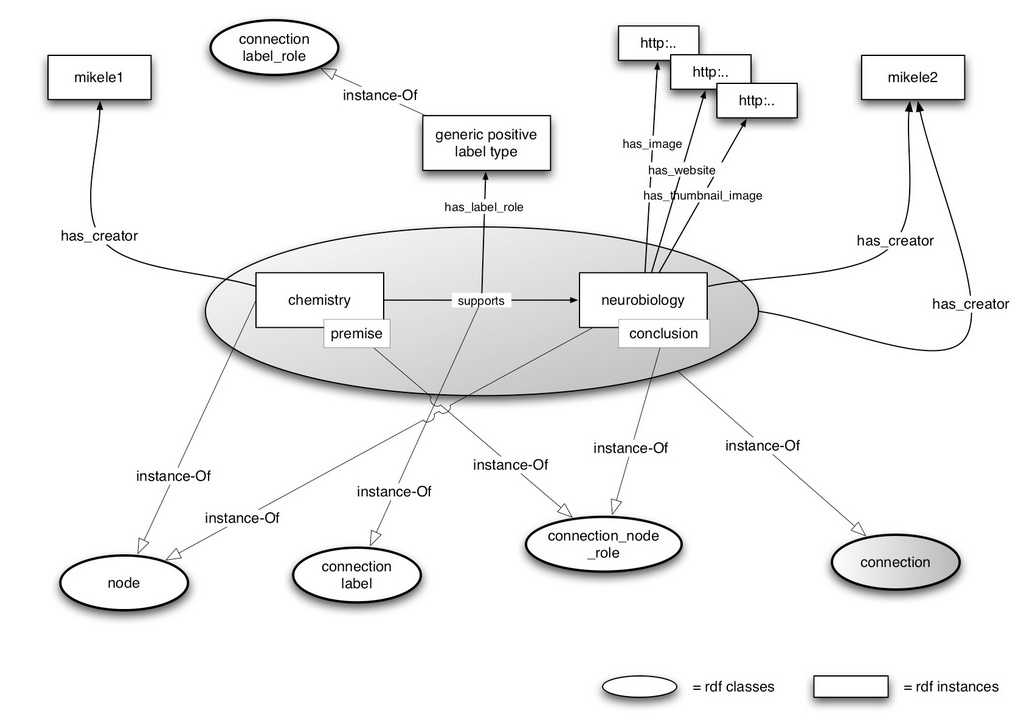 connection
label_role
http:..
mikele1
http:..
mikele2
instance-Of
http:..
generic positive
label type
has_image
has_website
has_thumbnail_image
has_label_role
has_creator
has_creator
chemistry
supports
neurobiology
has_creator
premise
conclusion
instance-Of
instance-Of
instance-Of
instance-Of
instance-Of
instance-Of
connection_node
_role
node
connection
label
connection
= rdf classes
= rdf instances